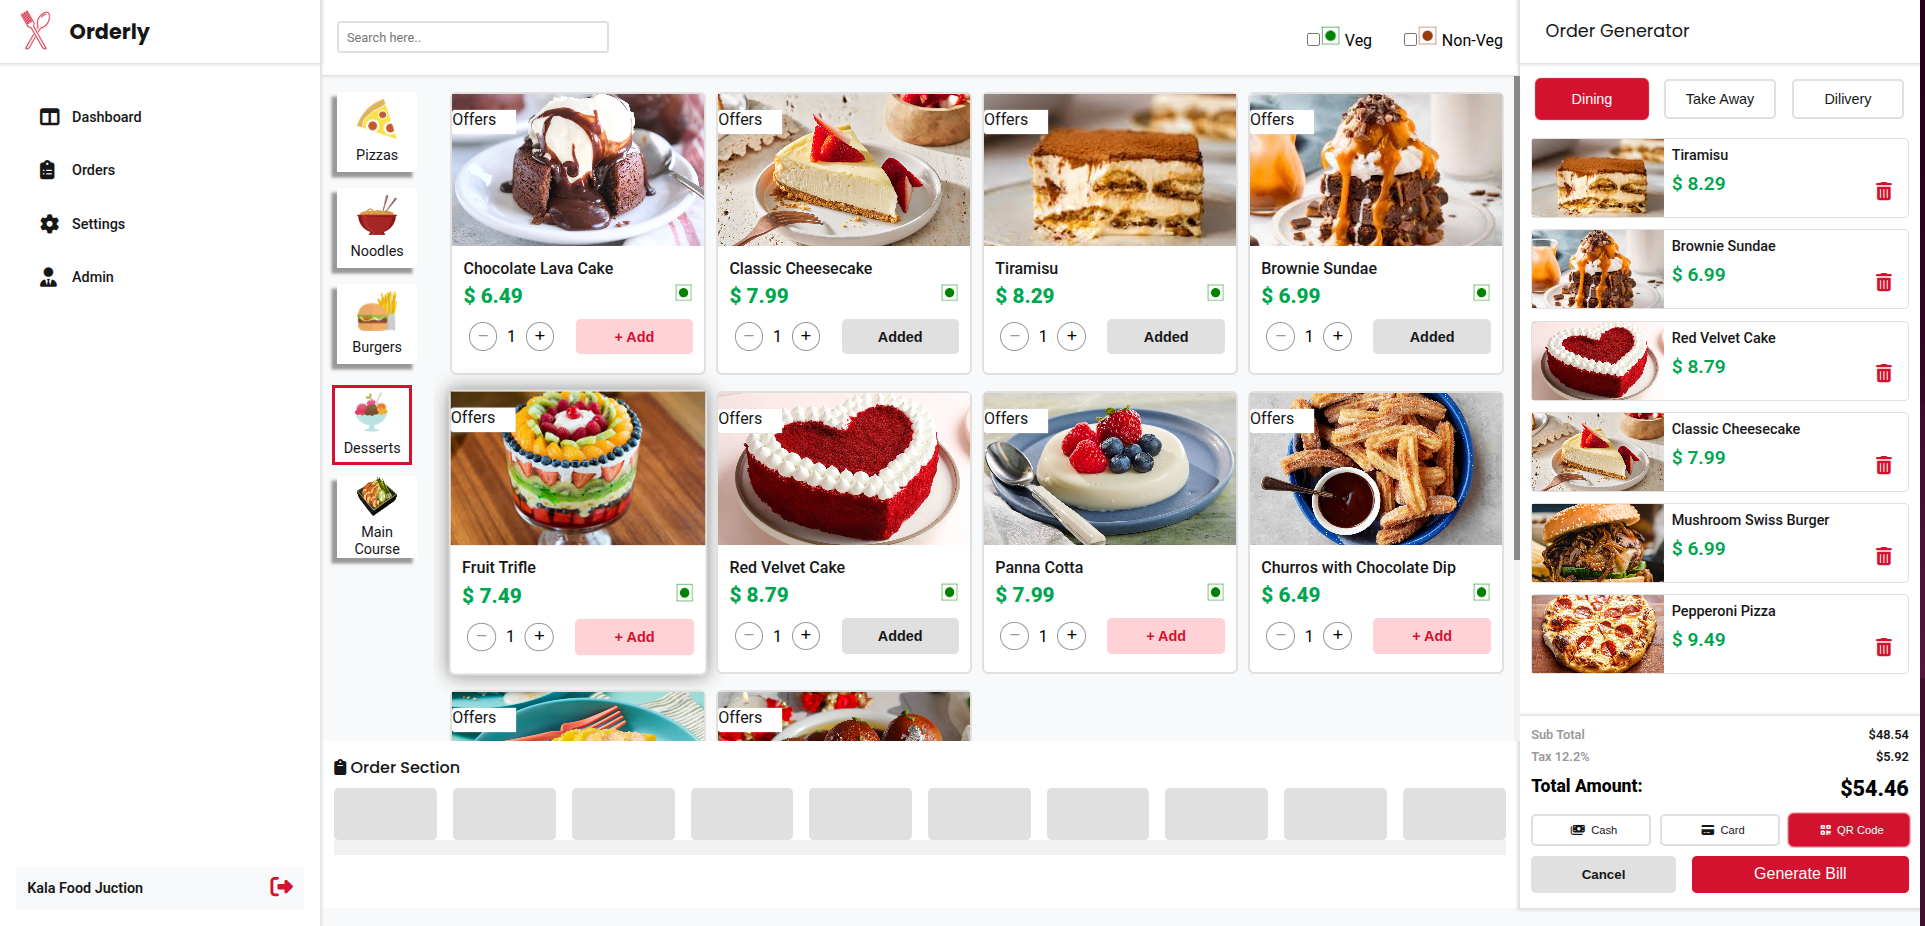 Orderly
Dashboard
Orders
Settings
Admin
Kala Food Juction
Search here..
Veg
Non-Veg
Pizzas
Noodles
Burgers
Desserts
Main
Course
Offers
Chocolate Lava Cake
$ 6.49
1
+ Add
Offers
Classic Cheesecake
$ 7.99
1
Added
Offers
Tiramisu
$ 8.29
1
Added
Offers
Brownie Sundae
$ 6.99
1
Added
Offers
Fruit Trifle
$ 7.49
1
+ Add
Offers
Red Velvet Cake
$ 8.79
1
Added
Offers
Panna Cotta
$ 7.99
1
+ Add
Offers
Churros with Chocolate Dip
$ 6.49
1
+ Add
Offers
Offers
Order Section
Order Generator
Dining
Take Away
Dilivery
Tiramisu
$ 8.29
Brownie Sundae
$ 6.99
Red Velvet Cake
$ 8.79
Classic Cheesecake
$ 7.99
Mushroom Swiss Burger
$ 6.99
Pepperoni Pizza
$ 9.49
Sub Total $48.54
Tax 12.2% $5.92
Total Amount: $54.46
Cash
Card
QR Code
Cancel
Generate Bill